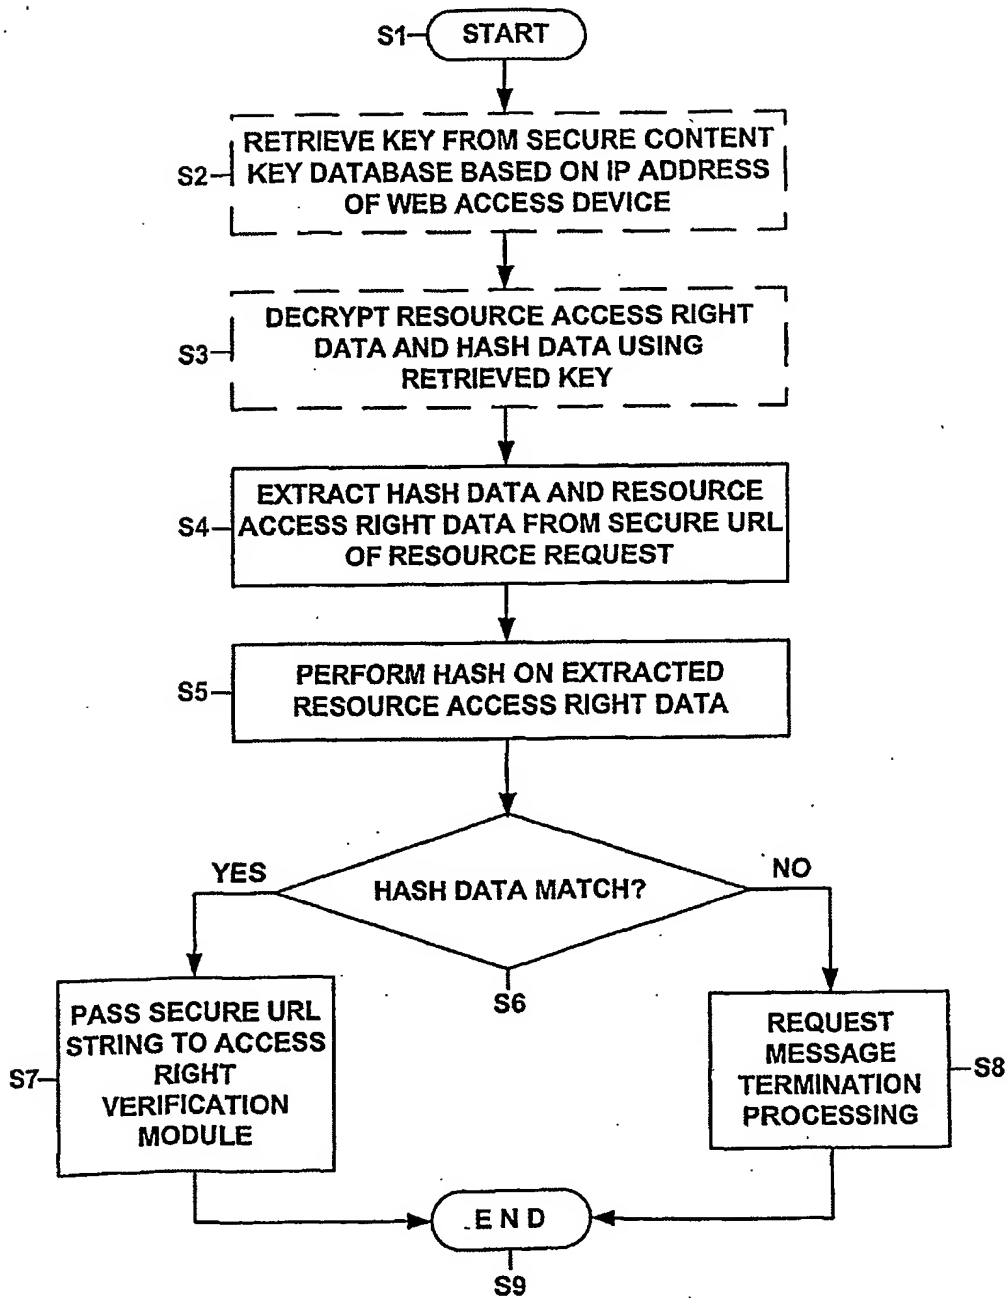 S1
START
RETRIEVE KEY FROM SECURE CONTENT
KEY DATABASE BASED ON IP ADDRESS
OF WEB ACCESS DEVICE
S2
DECRYPT RESOURCE ACCESS RIGHT
DATA AND HASH DATA USING
RETRIEVED KEY
S3
EXTRACT HASH DATA AND RESOURCE
ACCESS RIGHT DATA FROM SECURE URL
OF RESOURCE REQUEST
S4
PERFORM HASH ON EXTRACTED
RESOURCE ACCESS RIGHT DATA
S5
YES
HASH DATA MATCH?
NO
S6
PASS SECURE URL
STRING TO ACCESS
RIGHT
VERIFICATION
MODULE
S7
REQUEST
MESSAGE
TERMINATION
PROCESSING
S8
END
S9